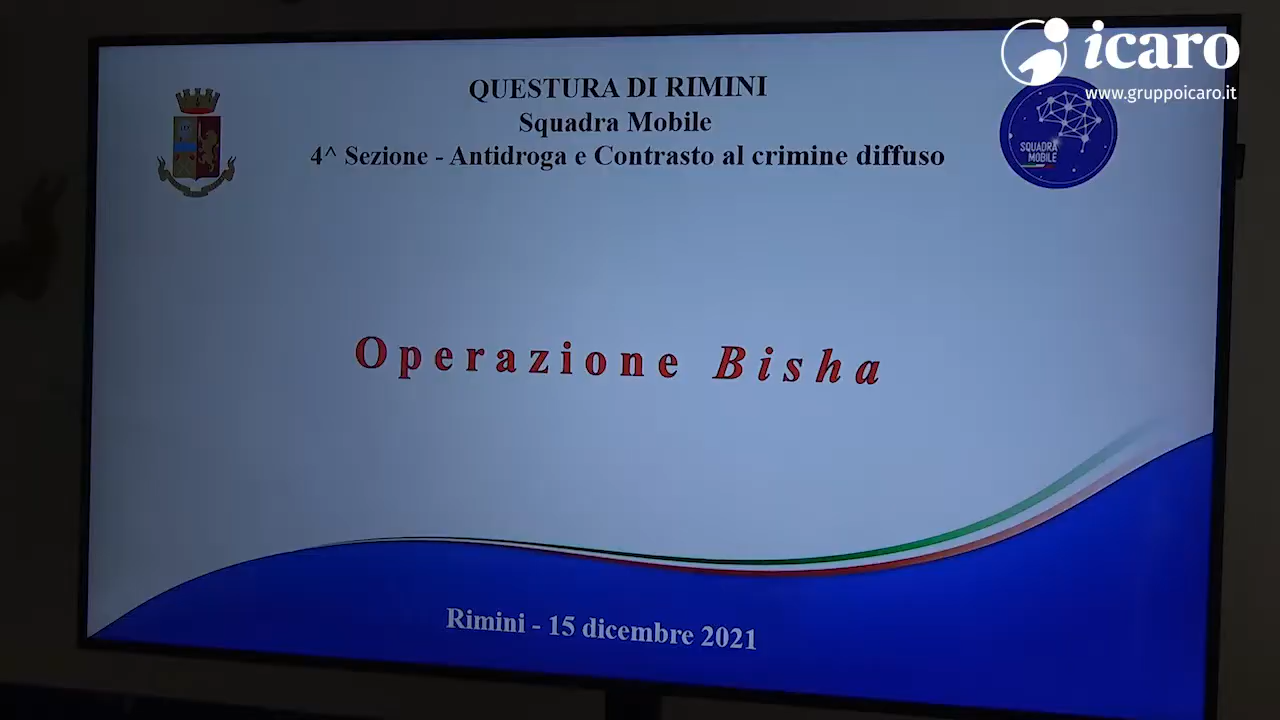 icaro
www.gruppoicaro.it
QUESTURA DI RIMINI
Squadra Mobile
4^ Sezione - Antidroga e Contrasto al crimine diffuso
SQUADRA
MOBILE
Operazione Bisha
Rimini - 15 dicembre 2021